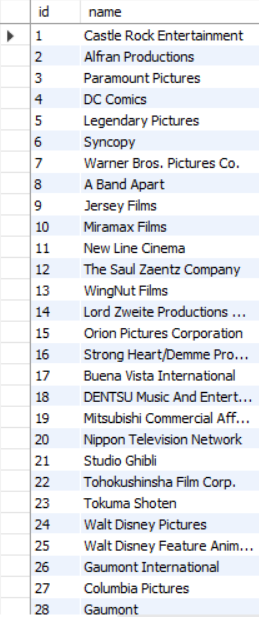 id name
1 Castle Rock Entertainment
2 Alfran Productions
3 Paramount Pictures
4 DC Comics
5 Legendary Pictures
6 Syncopy
7 Warner Bros. Pictures Co.
8 A Band Apart
9 Jersey Films
10 Miramax Films
11 New Line Cinema
12 The Saul Zaentz Company
13 WingNut Films
14 Lord Zweite Productions ...
15 Orion Pictures Corporation
16 Strong Heart/Demme Pro...
17 Buena Vista International
18 DENTSU Music And Entert...
19 Mitsubishi Commercial Aff...
20 Nippon Television Network
21 Studio Ghibli
22 Tohokushinsha Film Corp.
23 Tokuma Shoten
24 Walt Disney Pictures
25 Walt Disney Feature Anim...
26 Gaumont International
27 Columbia Pictures
28 Gaumont